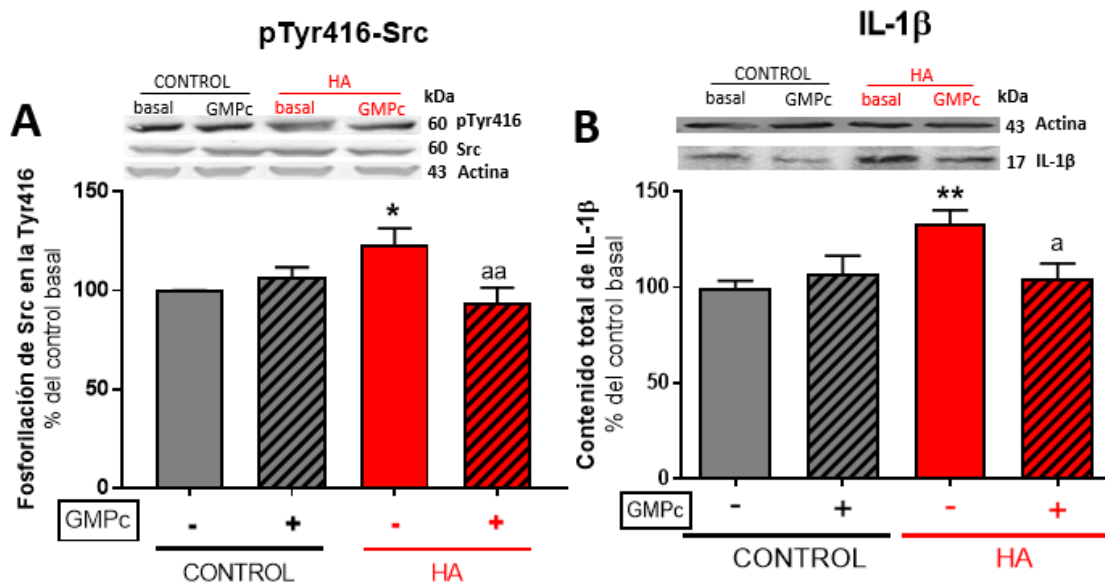 pTyr416-Src
CONTROL HA
basal GMPc basal GMPc kDa
A
60 pTyr416
60 Src
43 Actina
Fosforilación de Src en la Tyr416
% del control basal
150
100
50
0
GMPc - + - +
CONTROL HA
*
aa
IL-1β
CONTROL HA
basal GMPc basal GMPc kDa
B
43 Actina
17 IL-1β
Contenido total de IL-1β
% del control basal
150
100
50
0
**
a
GMPc - + - +
CONTROL HA